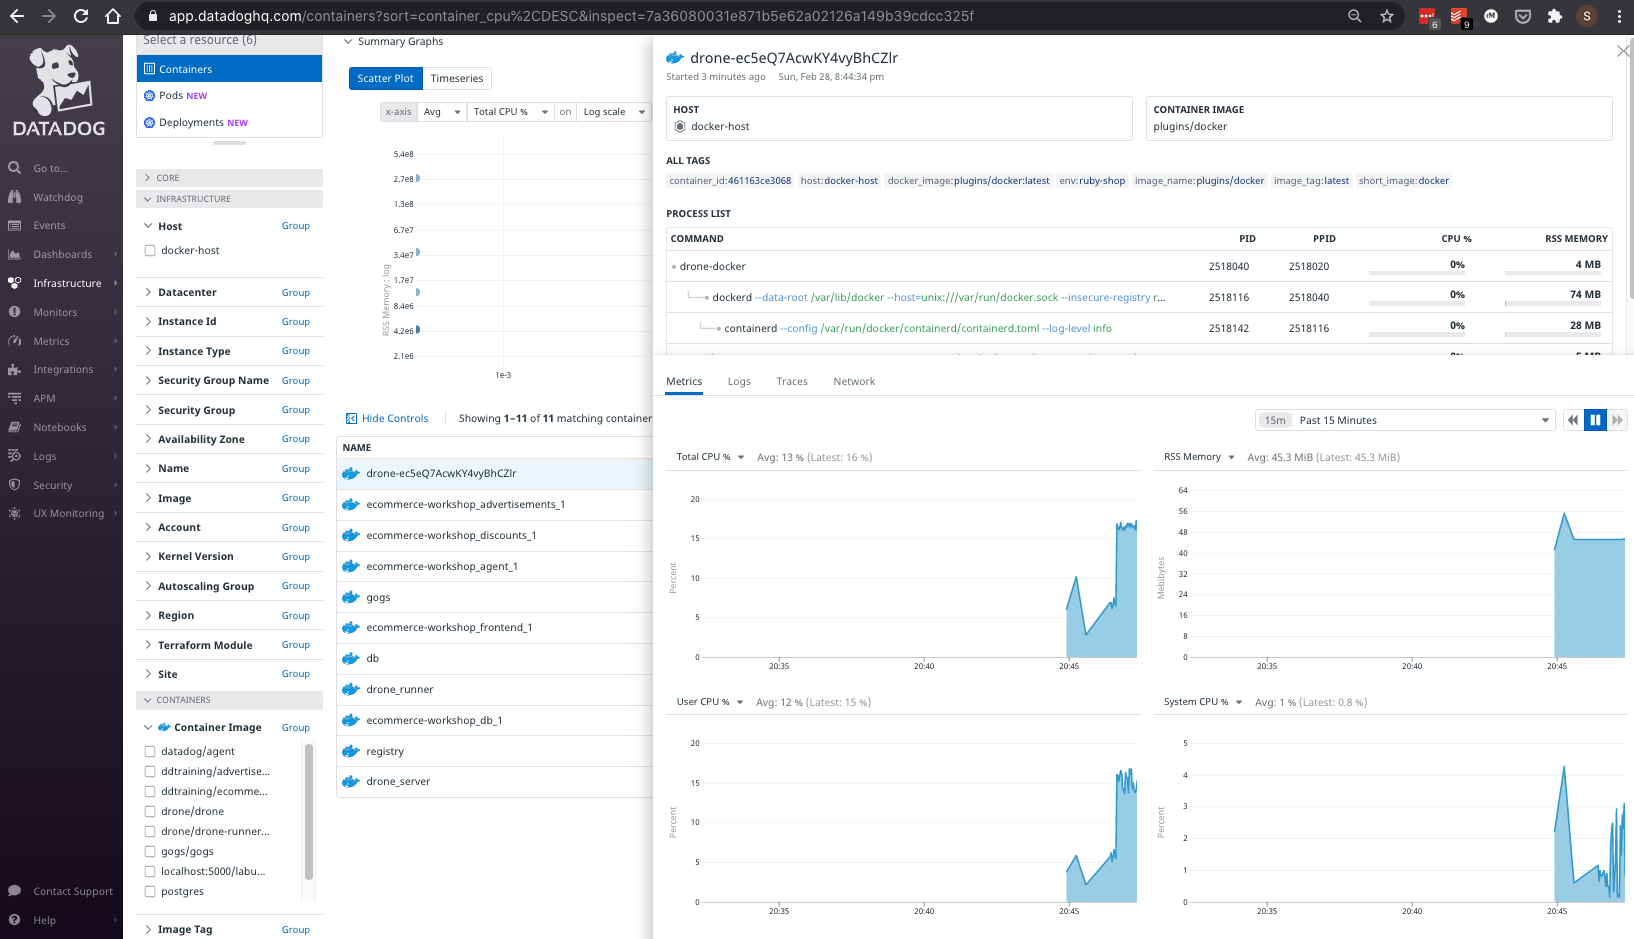 app.datadoghq.com/containers?sort=container_cpu%2CDESC&inspect=7a36080031e871b5e62a02126a149b39cdcc325f
6
9
S
DATADOG
Go to...
Watchdog
Events
Dashboards
Infrastructure
Monitors
Metrics
Integrations
APM
Notebooks
Logs
Security
UX Monitoring
Contact Support
Help
Select a resource (6)
Containers
Pods NEW
Deployments NEW
CORE
INFRASTRUCTURE
Host Group
docker-host
Datacenter Group
Instance Id Group
Instance Type Group
Security Group Name Group
Security Group Group
Availability Zone Group
Name Group
Image Group
Account Group
Kernel Version Group
Autoscaling Group Group
Region Group
Terraform Module Group
Site Group
CONTAINERS
Container Image Group
datadog/agent
ddtraining/advertise...
ddtraining/ecomme...
drone/drone
drone/drone-runner...
gogs/gogs
localhost:5000/labu...
postgres
Image Tag Group
Summary Graphs
Scatter Plot Timeseries
x-axis Avg Total CPU % on Log scale
RSS Memory : log
5.4e8
2.7e8
1.3e8
6.7e7
3.4e7
1.7e7
8.4e6
4.2e6
2.1e6
1e-3
Hide Controls Showing 1–11 of 11 matching container
NAME
drone-ec5eQ7AcwKY4vyBhCZlr
ecommerce-workshop_advertisements_1
ecommerce-workshop_discounts_1
ecommerce-workshop_agent_1
gogs
ecommerce-workshop_frontend_1
db
drone_runner
ecommerce-workshop_db_1
registry
drone_server
drone-ec5eQ7AcwKY4vyBhCZlr
Started 3 minutes ago Sun, Feb 28, 8:44:34 pm
HOST
docker-host
CONTAINER IMAGE
plugins/docker
ALL TAGS
container_id:461163ce3068 host:docker-host docker_image:plugins/docker:latest env:ruby-shop image_name:plugins/docker image_tag:latest short_image:docker
PROCESS LIST
COMMAND PID PPID CPU % RSS MEMORY
drone-docker 2518040 2518020 0% 4 MB
dockerd --data-root /var/lib/docker --host=unix:///var/run/docker.sock --insecure-registry r... 2518116 2518040 0% 74 MB
containerd --config /var/run/docker/containerd/containerd.toml --log-level info 2518142 2518116 0% 28 MB
Metrics Logs Traces Network
15m Past 15 Minutes
Total CPU % Avg: 13 % (Latest: 16 %)
Percent
20
15
10
5
0
20:35 20:40 20:45
RSS Memory Avg: 45.3 MiB (Latest: 45.3 MiB)
Mebibytes
64
56
48
40
32
24
16
8
0
20:35 20:40 20:45
User CPU % Avg: 12 % (Latest: 15 %)
Percent
20
15
10
5
0
20:35 20:40 20:45
System CPU % Avg: 1 % (Latest: 0.8 %)
Percent
5
4
3
2
1
0
20:35 20:40 20:45